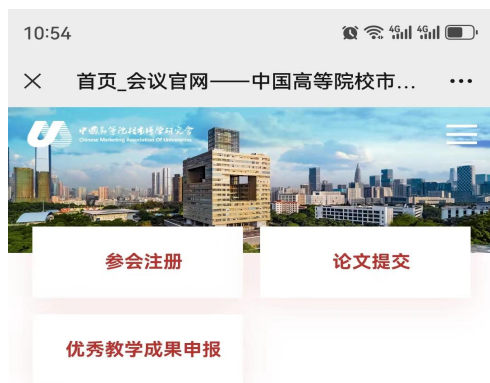 10:54
4G 4G
首页_会议官网——中国高等院校市...
中国高等院校市场学研究会
Chinese Marketing Association Of Universities
参会注册
论文提交
优秀教学成果申报